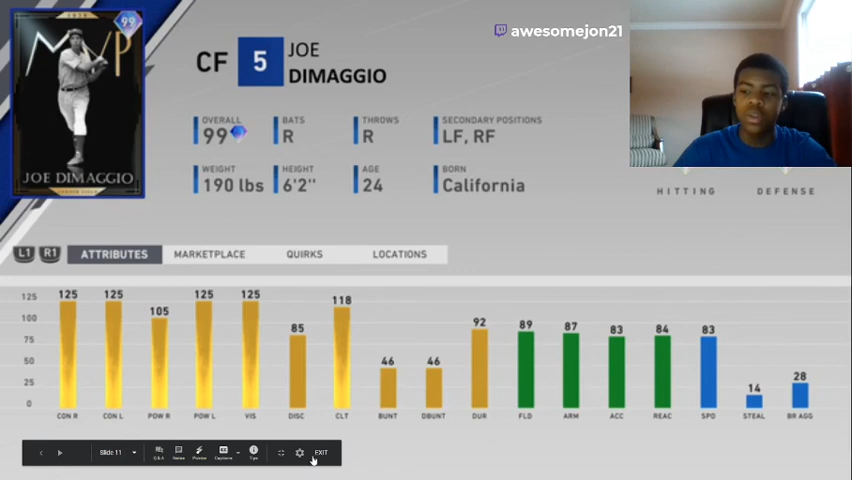 99
MVP
JOE DIMAGGIO
CF 5 JOE
DIMAGGIO
awesomejon21
OVERALL BATS THROWS SECONDARY POSITIONS
99 R R LF, RF
WEIGHT HEIGHT AGE BORN
190 lbs 6'2" 24 California
HITTING DEFENSE
L1 R1 ATTRIBUTES MARKETPLACE QUIRKS LOCATIONS
125
100
75
50
25
0
125 125 105 125 125 85 118 46 46 92 89 87 83 84 83 14 28
CON R CON L POW R POW L VIS DISC CLT BUNT DBUNT DUR FLD ARM ACC REAC SPD STEAL BR AGG
Slide 11 Q&A Notes Pointer Captions Tips EXIT